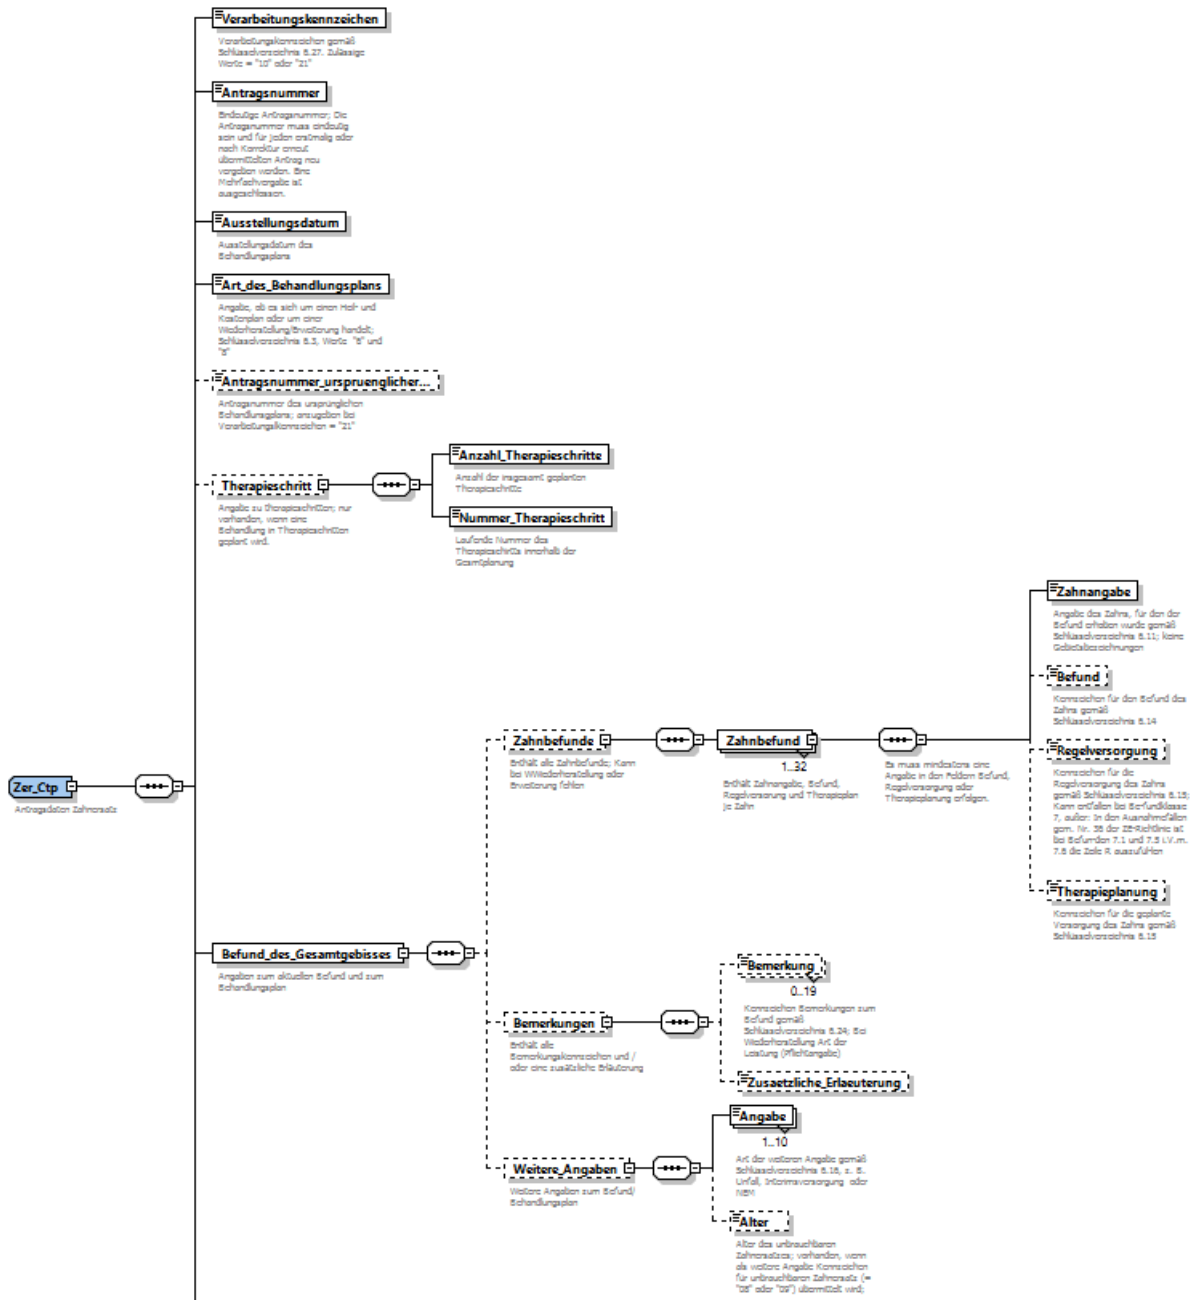 Verarbeitungskennzeichen
Verarbeitungskennzeichen gemäß
Schlüsselverzeichnis 8.27. Zulässige
Werte = "10" oder "21"
Antragsnummer
Eindeutige Antragsnummer; Die
Antragsnummer muss eindeutig
sein und für jeden erstmalig oder
nach Korrektur erneut
übermittelten Antrag neu
vergeben werden. Eine
Mehrfachvergabe ist
ausgeschlossen.
Ausstellungsdatum
Ausstellungsdatum des
Behandlungsplans
Art_des_Behandlungsplans
Angabe, ob es sich um einen Heil- und
Kostenplan oder um einer
Wiederherstellung/Erweiterung handelt;
Schlüsselverzeichnis 8.3, Werte "6" und
"8"
Antragsnummer_urspruenglicher...
Antragsnummer des ursprünglichen
Behandlungsplans; anzugeben bei
Verarbeitungskennzeichen = "21"
Therapieschritt
Angabe zu Therapieschritten; nur
vorhanden, wenn eine
Behandlung in Therapieschritten
geplant wird.
Anzahl_Therapieschritte
Anzahl der insgesamt geplanten
Therapieschritte
Nummer_Therapieschritt
Laufende Nummer des
Therapieschritts innerhalb der
Gesamtplanung
Zer_Ctp
Antragsdaten Zahnersatz
Befund_des_Gesamtgebisses
Angaben zum aktuellen Befund und zum
Behandlungsplan
Zahnbefunde
Enthält alle Zahnbefunde; Kann
bei WWiederherstellung oder
Erweiterung fehlen
Zahnbefund
1..32
Enthält Zahnangabe, Befund,
Regelversorung und Therapieplan
je Zahn
Es muss mindestens eine
Angabe in den Feldern Befund,
Regelversorgung oder
Therapieplanung erfolgen.
Zahnangabe
Angabe des Zahns, für den der
Befund erhoben wurde gemäß
Schlüsselverzeichnis 8.11; keine
Gebietsbezeichnungen
Befund
Kennzeichen für den Befund des
Zahns gemäß
Schlüsselverzeichnis 8.14
Regelversorgung
Kennzeichen für die
Regelversorgung des Zahns
gemäß Schlüsselverzeichnis 8.15;
Kann entfallen bei Befundklasse
7, außer: In den Ausnahmefällen
gem. Nr. 36 der ZE-Richtlinie ist
bei Befunden 7.1 und 7.5 i.V.m.
die Zeile R auszufüllen
Therapieplanung
Kennzeichen für die geplante
Versorgung des Zahns gemäß
Schlüsselverzeichnis 8.15
Bemerkungen
Enthält alle
Bemerkungskennzeichen und /
oder eine zusätzliche Erläuterung
Bemerkung
0..19
Kennzeichen Bemerkungen zum
Befund gemäß
Schlüsselverzeichnis 8.24; Bei
Wiederherstellung Art der
Leistung (Pflichtangabe)
Zusaetzliche_Erlaeuterung
Weitere_Angaben
Weitere Angaben zum Befund/
Behandlungsplan
Angabe
1..10
Art der weiteren Angabe gemäß
Schlüsselverzeichnis 8.16, z. B.
Unfall, Interimsversorgung oder
NEM
Alter
Alter des unbrauchbaren
Zahnersatzes; vorhanden, wenn
als weitere Angabe Kennzeichen
für unbrauchbaren Zahnersatz (=
"08" oder "09") übermittelt wird;